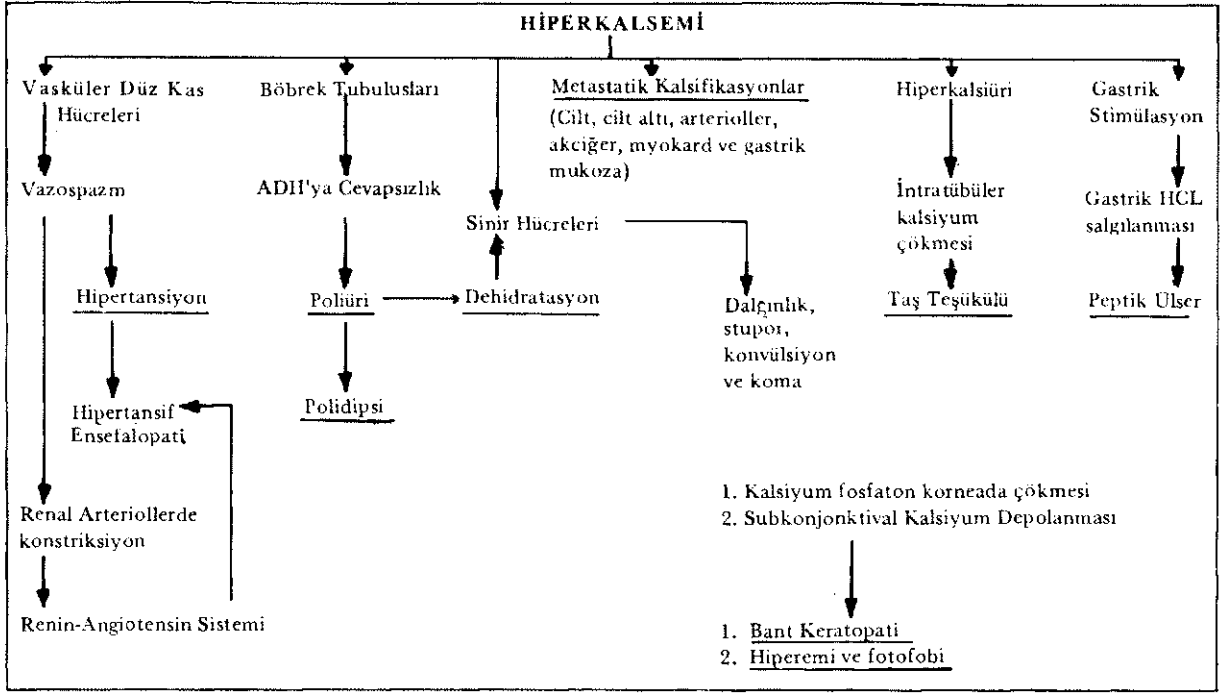 HİPERKALSEMİ
Vasküler Düz Kas
Hücreleri
Vazospazm
Hipertansiyon
Hipertansif
Ensefalopati
Renal Arteriollerde
konstriksiyon
Renin-Angiotensin Sistemi
Böbrek Tubulusları
ADH'ya Cevapsızlık
Poliüri
Polidipsi
Sinir Hücreleri
Dehidratasyon
Dalgınlık,
stupor,
konvülsiyon
ve koma
Metastatik Kalsifikasyonlar
(Cilt, cilt altı, arterioller,
akciğer, myokard ve gastrik
mukoza)
Hiperkalsiüri
İntratübüler
kalsiyum
çökmesi
Taş Teşükülü
Gastrik
Stimülasyon
Gastrik HCL
salgılanması
Peptik Ülser
1. Kalsiyum fosfaton korneada çökmesi
2. Subkonjonktival Kalsiyum Depolanması
1. Bant Keratopati
2. Hiperemi ve fotofobi